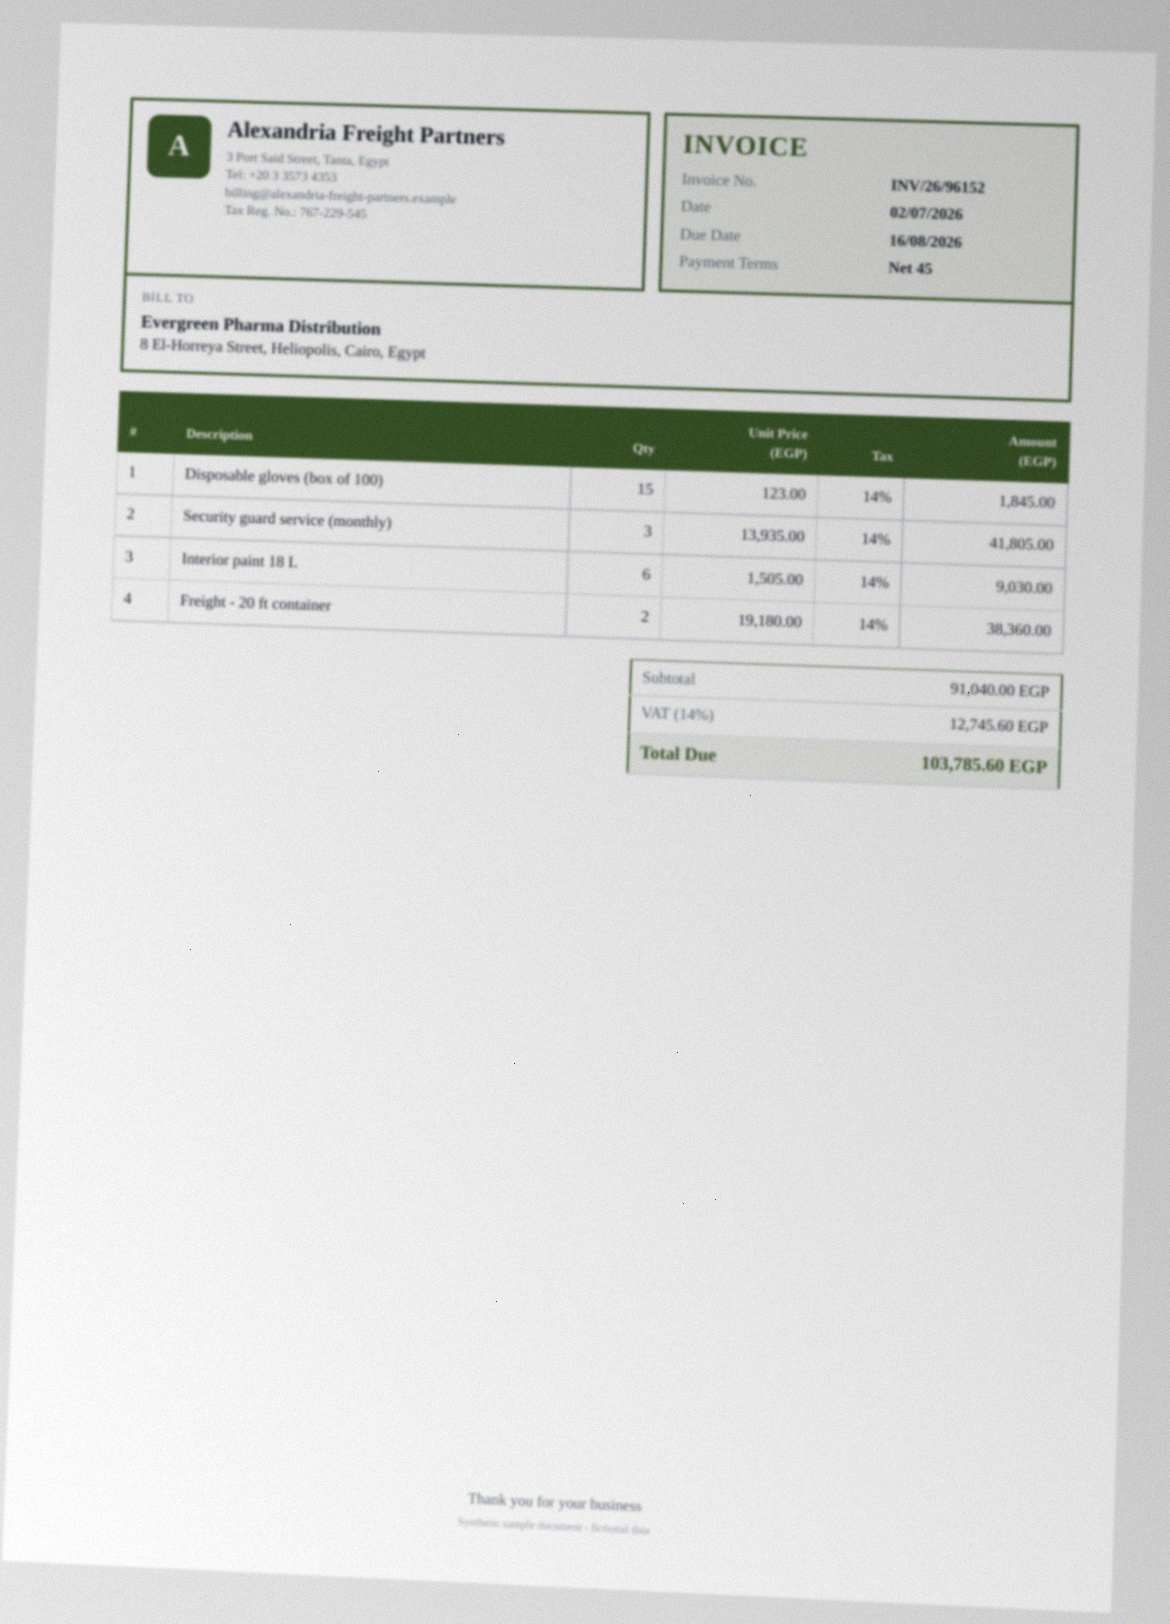 A
Alexandria Freight Partners
3 Port Said Street, Tanta, Egypt
Tel: +20 3 3573 4353
billing@alexandria-freight-partners.example
Tax Reg. No.: 767-229-545
INVOICE
Invoice No. INV/26/96152
Date 02/07/2026
Due Date 16/08/2026
Payment Terms Net 45
BILL TO
Evergreen Pharma Distribution
8 El-Horreya Street, Heliopolis, Cairo, Egypt
# Description Qty Unit Price (EGP) Tax Amount (EGP)
1 Disposable gloves (box of 100) 15 123.00 14% 1,845.00
2 Security guard service (monthly) 3 13,935.00 14% 41,805.00
3 Interior paint 18 L 6 1,505.00 14% 9,030.00
4 Freight - 20 ft container 2 19,180.00 14% 38,360.00
Subtotal 91,040.00 EGP
VAT (14%) 12,745.60 EGP
Total Due 103,785.60 EGP
Thank you for your business
Synthetic sample document - fictional data